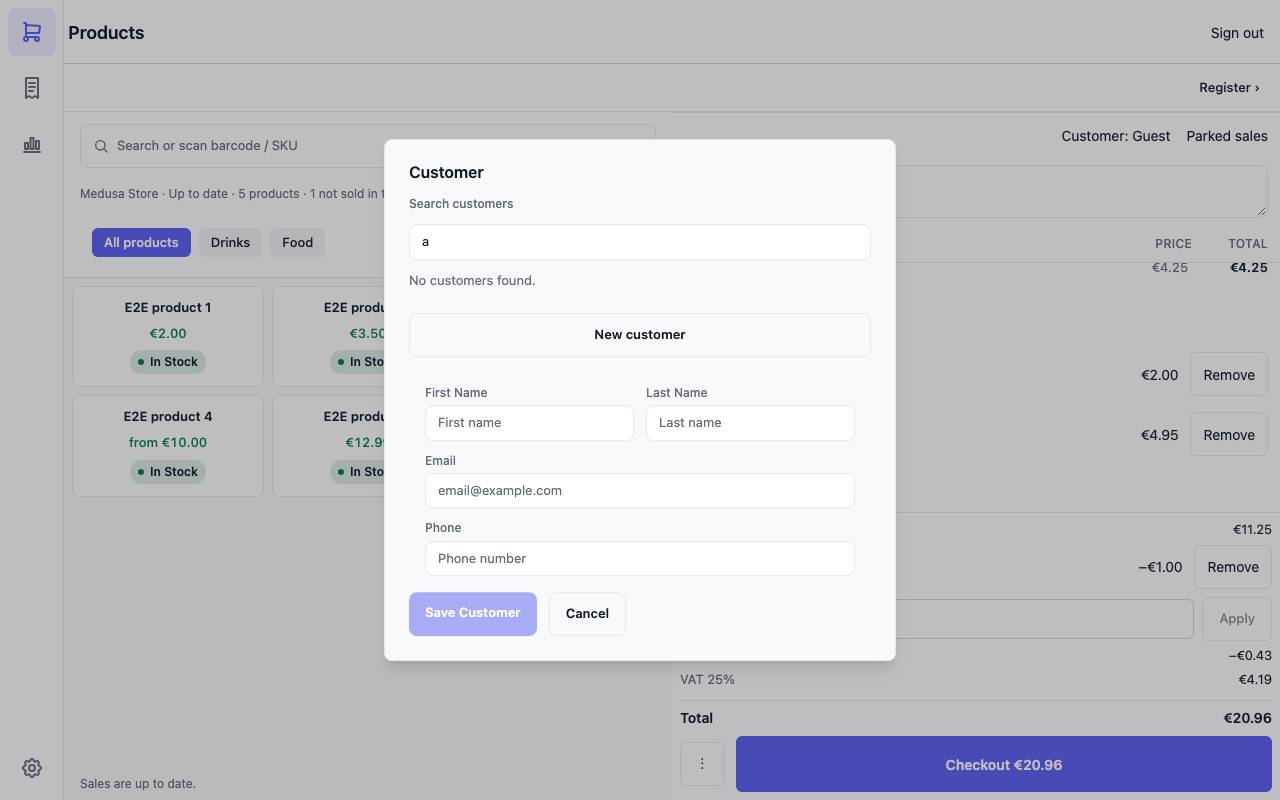 Products
Sign out
Register ›
Search or scan barcode / SKU
Customer: Guest
Parked sales
Medusa Store · Up to date · 5 products · 1 not sold in t
All products
Drinks
Food
PRICE
TOTAL
€4.25
€4.25
E2E product 1
€2.00
In Stock
E2E produ
€3.50
In Sto
E2E product 4
from €10.00
In Stock
E2E produ
€12.99
In Sto
Customer
Search customers
a
No customers found.
New customer
First Name
Last Name
First name
Last name
Email
email@example.com
Phone
Phone number
Save Customer
Cancel
€2.00
Remove
€4.95
Remove
€11.25
–€1.00
Remove
Apply
–€0.43
VAT 25%
€4.19
Total
€20.96
Checkout €20.96
Sales are up to date.